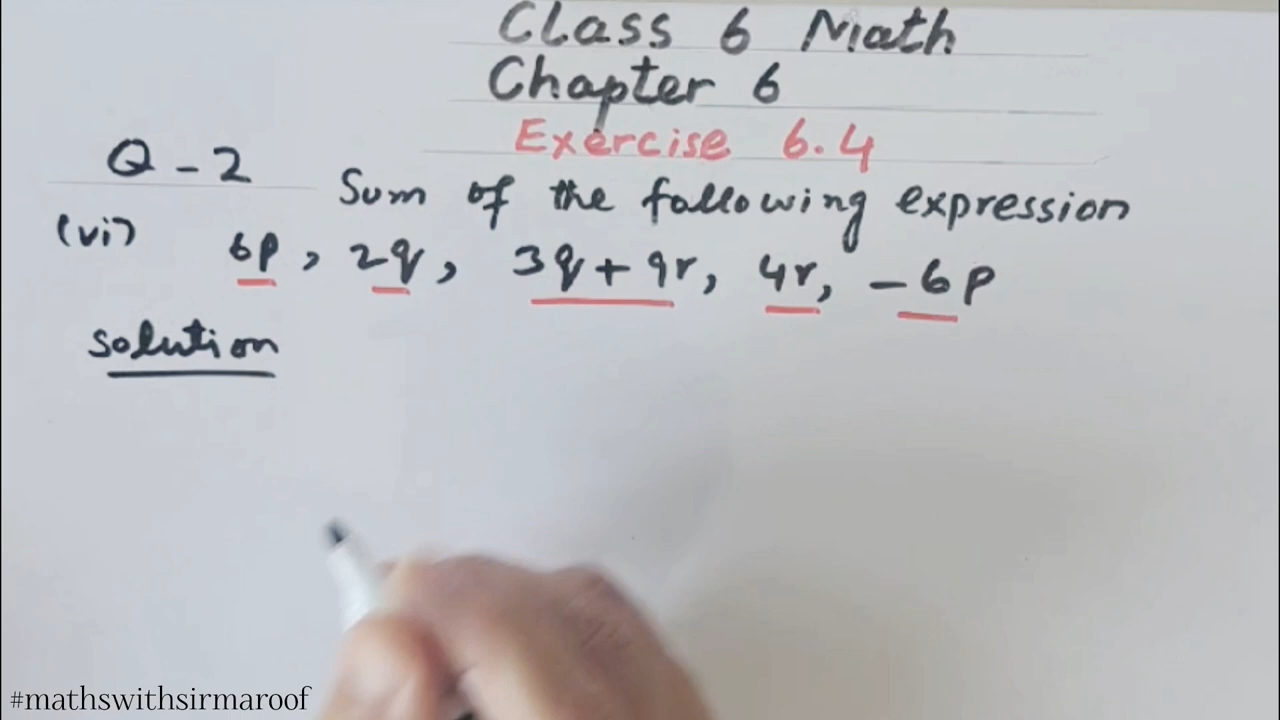 Class 6 Math
Chapter 6
Exercise 6.4
Q - 2
Sum of the following expression
(vi) 6p, 2q, 3q + 9r, 4r, -6p
solution
#mathswithsirmaroof